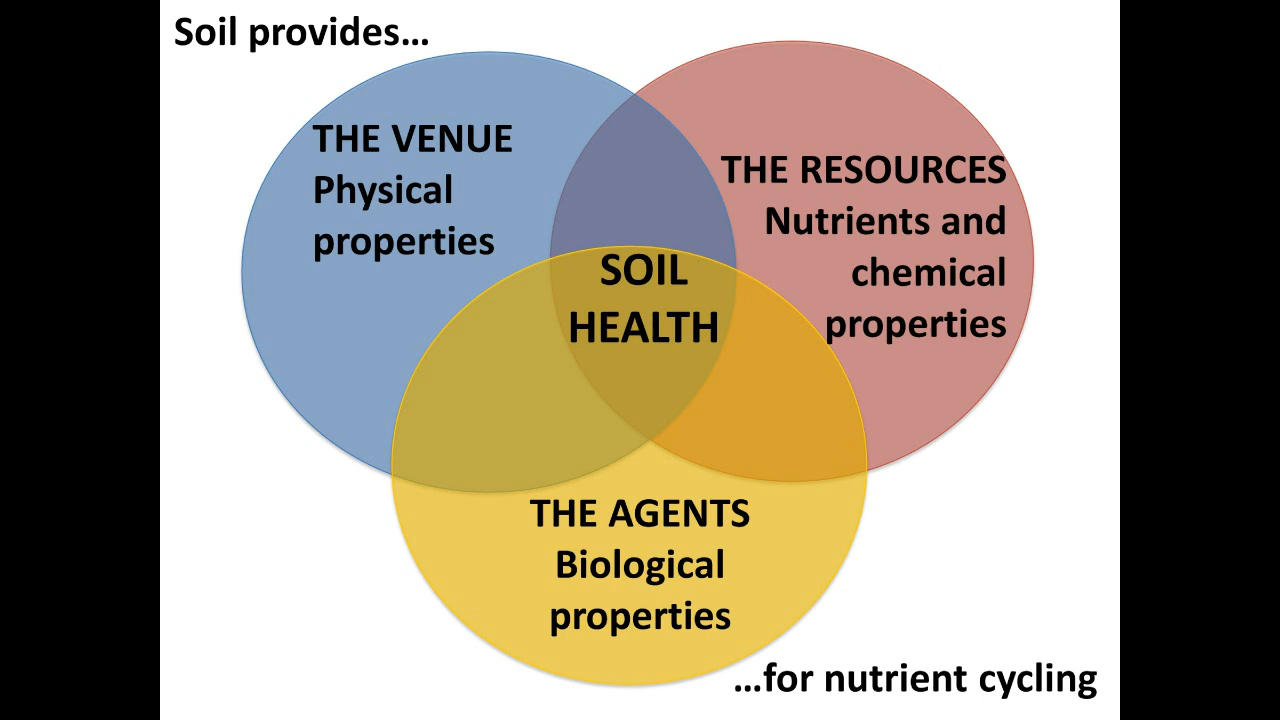 Soil provides…
THE VENUE
Physical
properties
THE RESOURCES
Nutrients and
chemical
properties
SOIL
HEALTH
THE AGENTS
Biological
properties
…for nutrient cycling